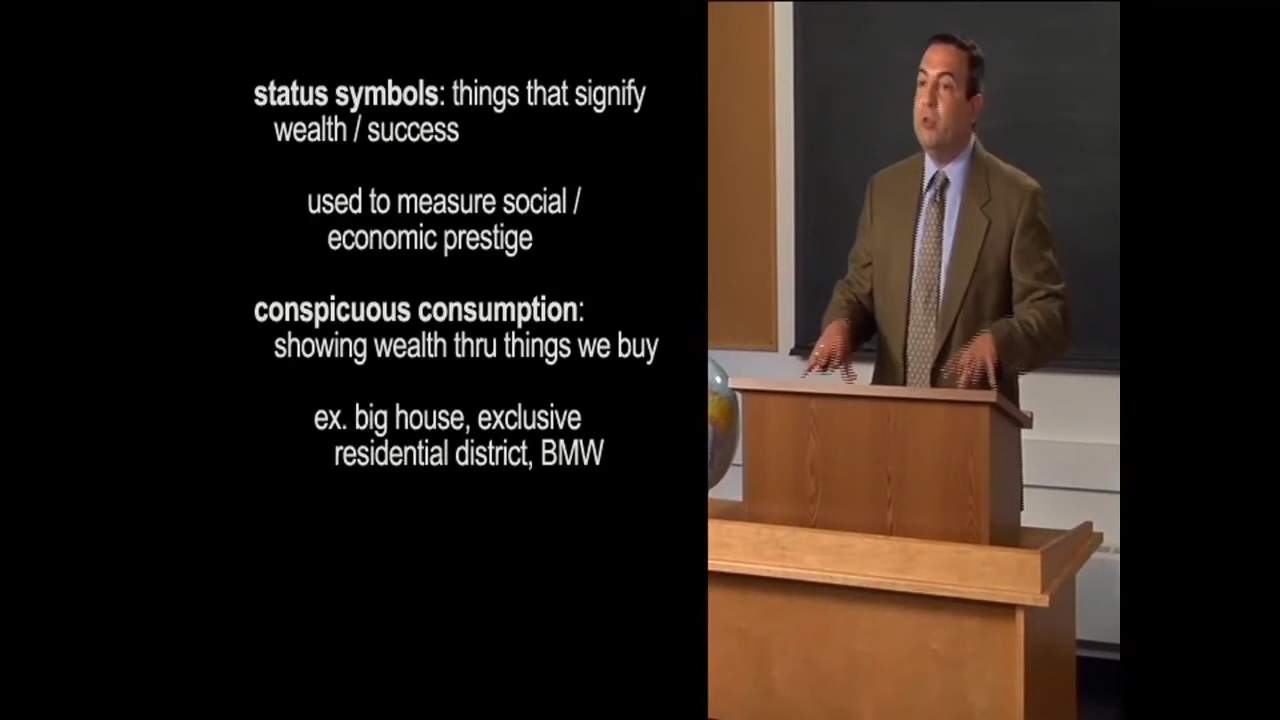 status symbols: things that signify
wealth / success
used to measure social /
economic prestige
conspicuous consumption:
showing wealth thru things we buy
ex. big house, exclusive
residential district, BMW